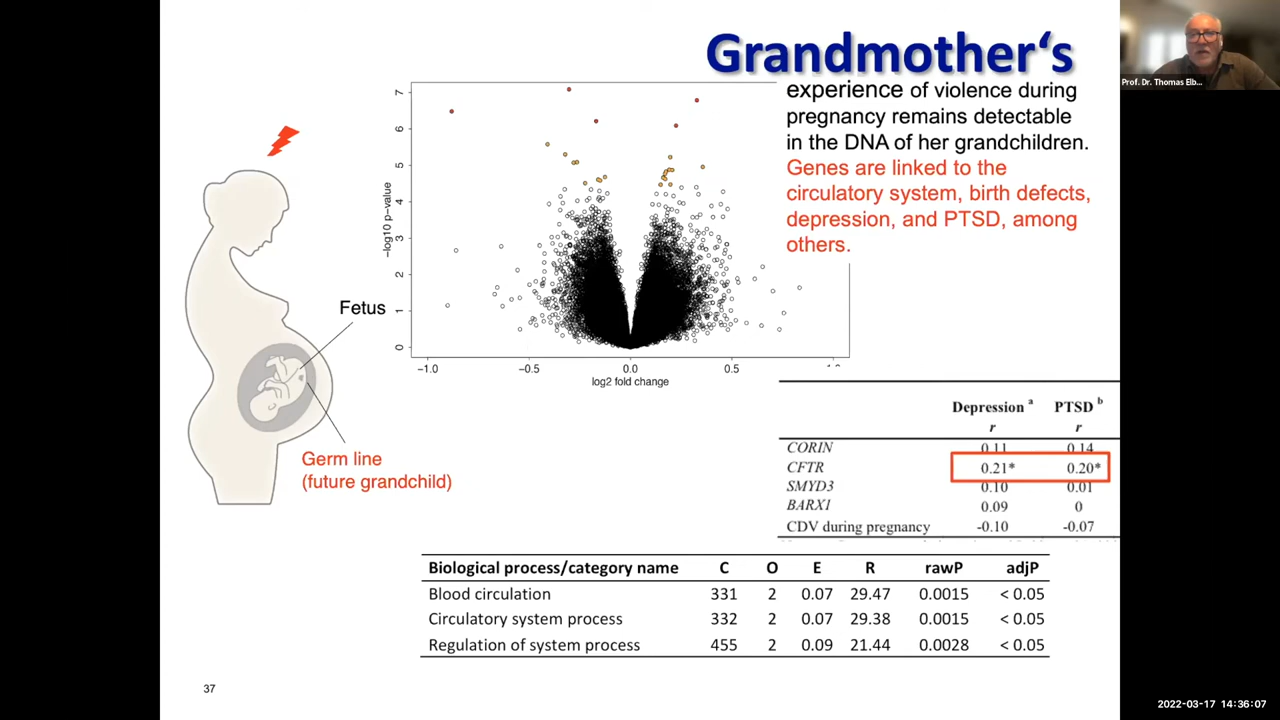 Grandmother‘s
experience of violence during
pregnancy remains detectable
in the DNA of her grandchildren.
Genes are linked to the
circulatory system, birth defects,
depression, and PTSD, among
others.
Prof. Dr. Thomas Elb...
7
6
5
4
3
2
1
0
−log10 p−value
−1.0
−0.5
0.0
0.5
log2 fold change
Fetus
Germ line
(future grandchild)
Depression a PTSD b
r r
CORIN 0.11 0.14
CFTR 0.21* 0.20*
SMYD3 0.10 0.01
BARX1 0.09 0
CDV during pregnancy -0.10 -0.07
Biological process/category name C O E R rawP adjP
Blood circulation 331 2 0.07 29.47 0.0015 < 0.05
Circulatory system process 332 2 0.07 29.38 0.0015 < 0.05
Regulation of system process 455 2 0.09 21.44 0.0028 < 0.05
37
2022-03-17 14:36:07